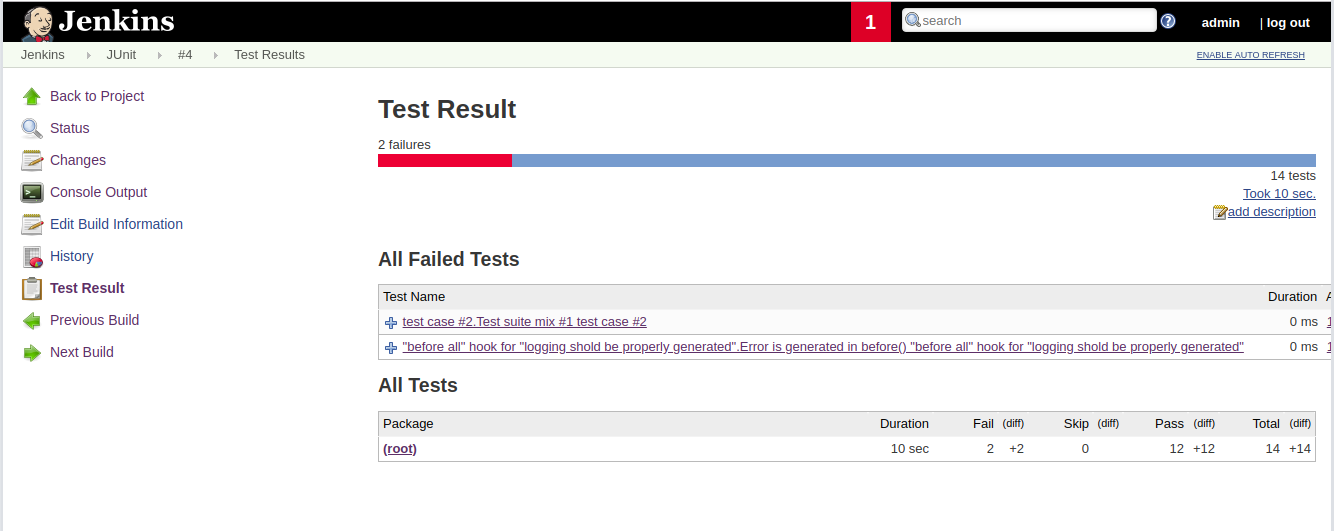 Jenkins
1
search
?
admin
| log out
Jenkins JUnit #4 Test Results
ENABLE AUTO REFRESH
Back to Project
Status
Changes
Console Output
Edit Build Information
History
Test Result
Previous Build
Next Build
Test Result
2 failures
14 tests
Took 10 sec.
add description
All Failed Tests
Test Name Duration
test case #2.Test suite mix #1 test case #2 0 ms
"before all" hook for "logging shold be properly generated".Error is generated in before() "before all" hook for "logging shold be properly generated" 0 ms
All Tests
Package Duration Fail (diff) Skip (diff) Pass (diff) Total (diff)
(root) 10 sec 2 +2 0 12 +12 14 +14